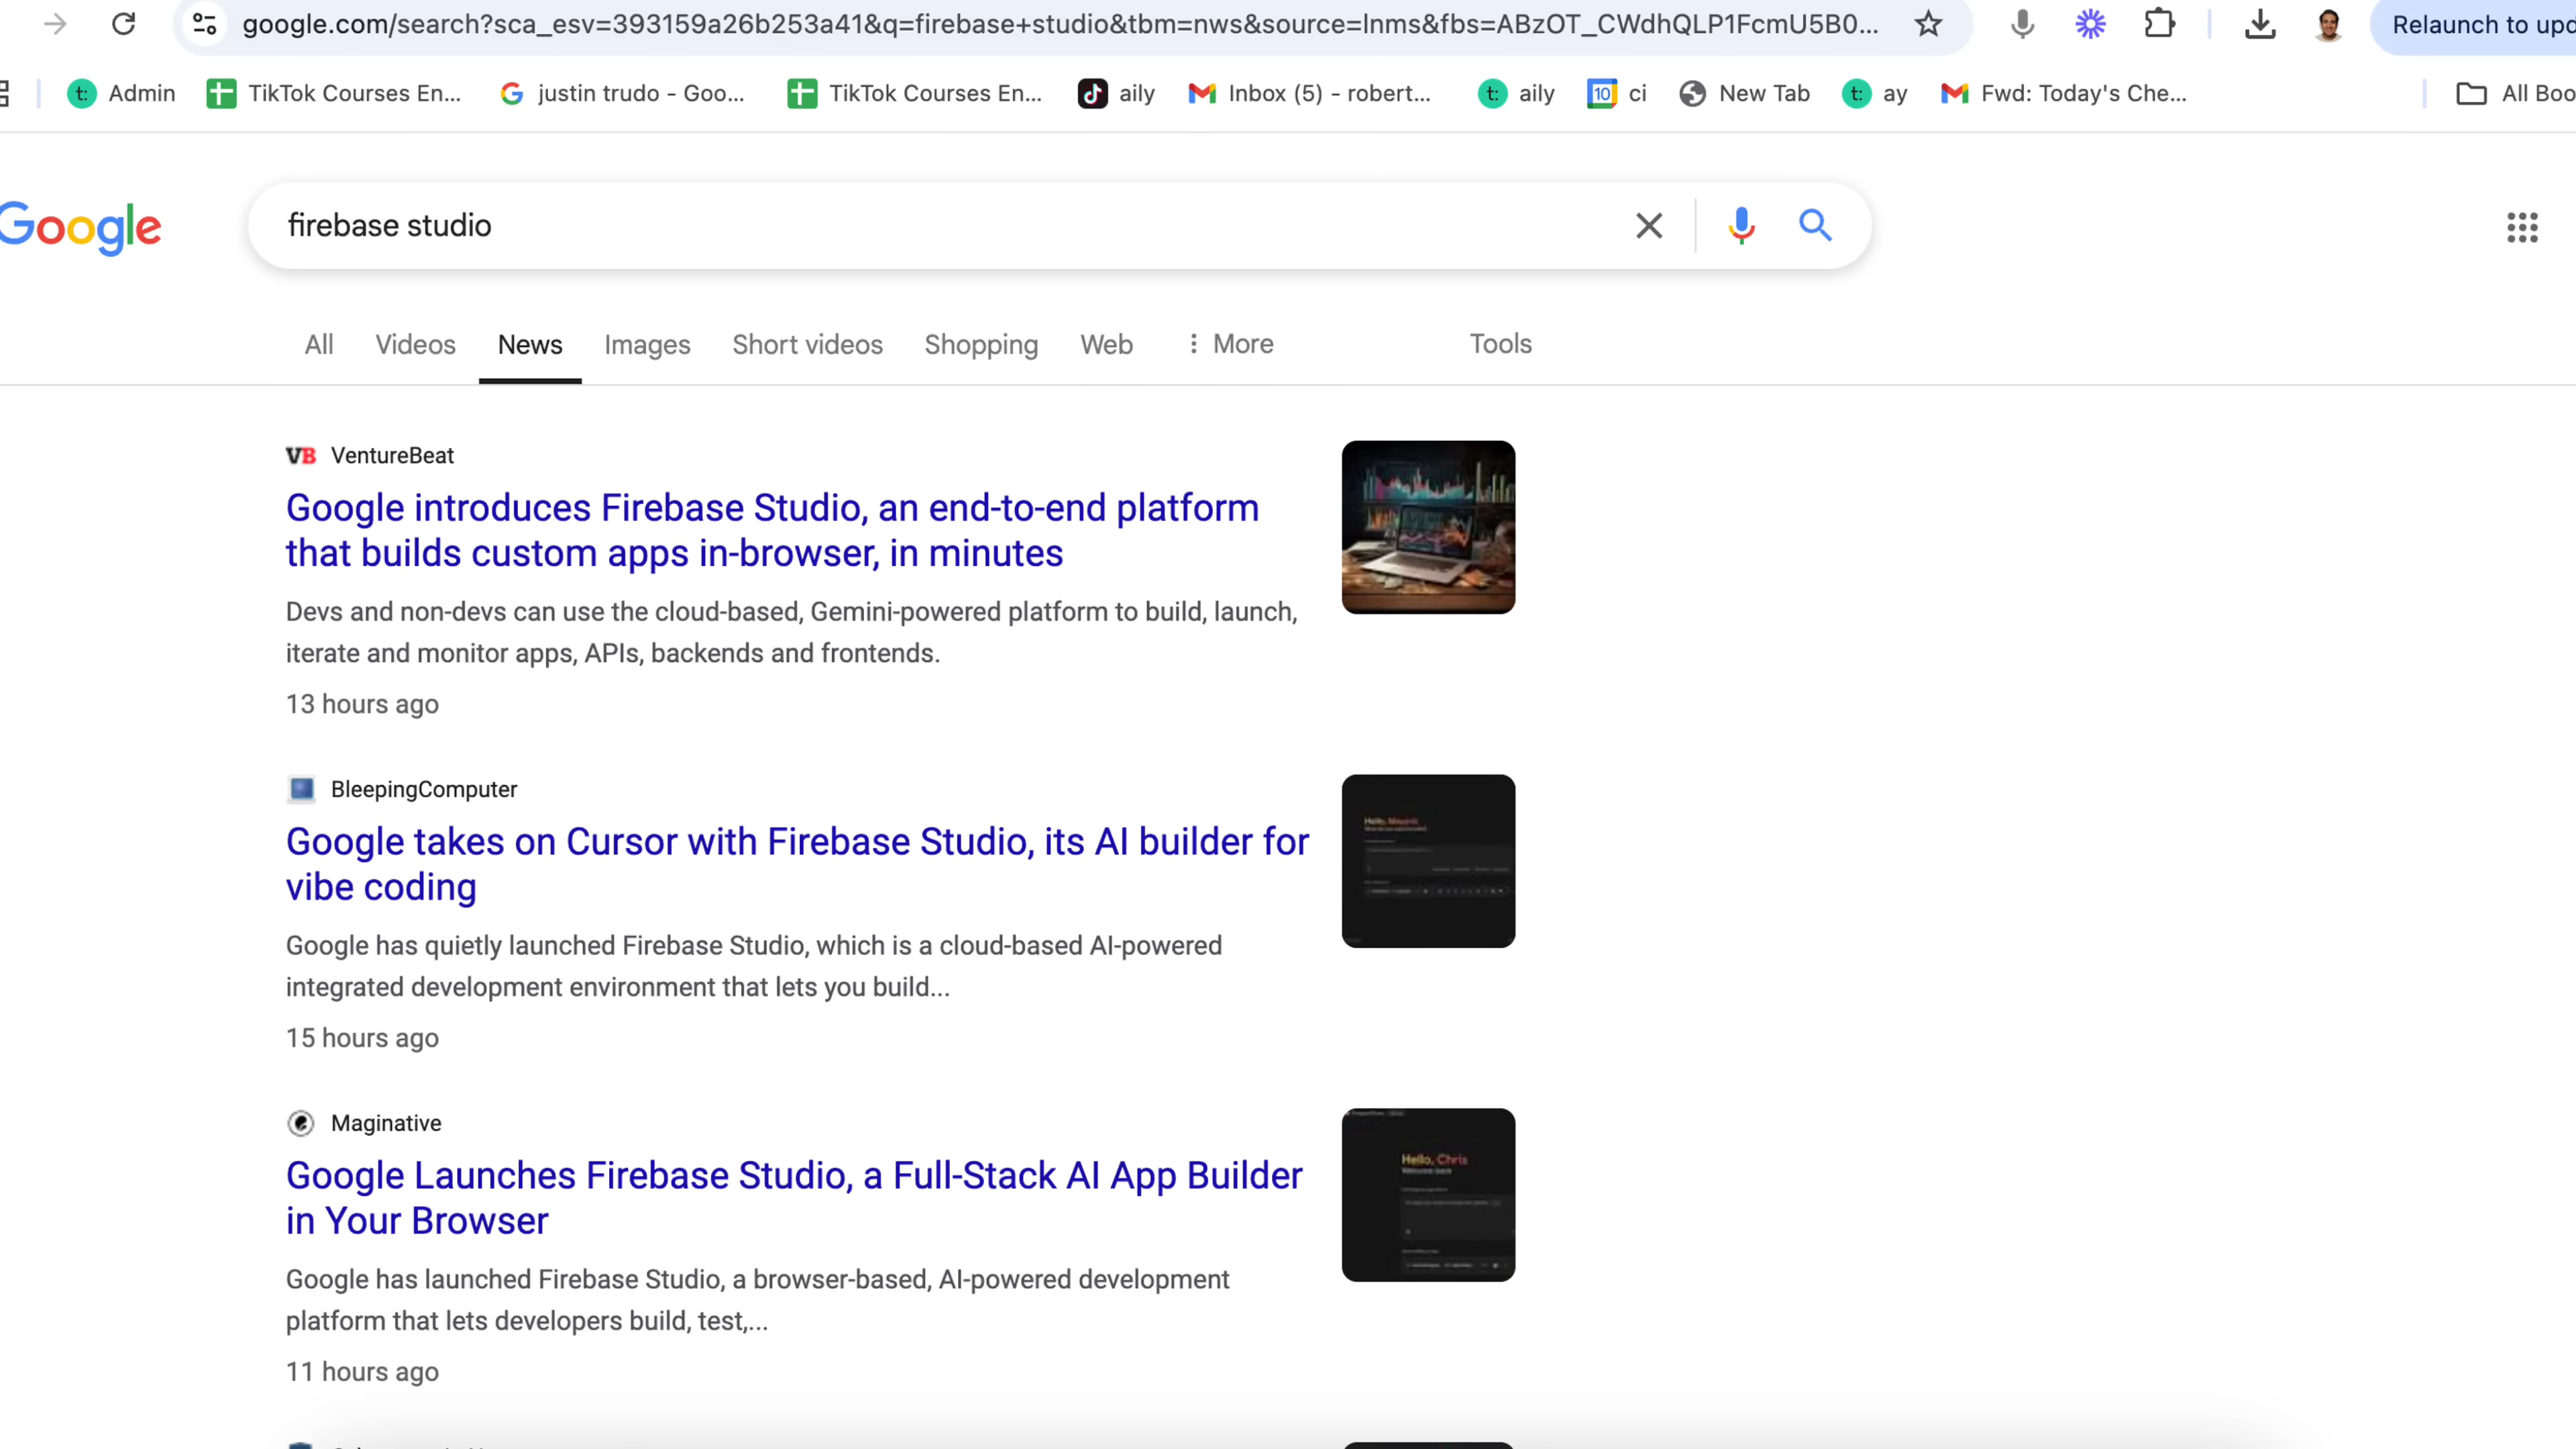 google.com/search?sca_esv=393159a26b253a41&q=firebase+studio&tbm=nws&source=lnms&fbs=ABzOT_CWdhQLP1FcmU5B0...
Relaunch to upd
Admin
TikTok Courses En...
justin trudo - Goo...
TikTok Courses En...
aily
Inbox (5) - robert...
aily
10 ci
New Tab
ay
Fwd: Today's Che...
All Boo
Google
firebase studio
All Videos News Images Short videos Shopping Web More Tools
VB VentureBeat
Google introduces Firebase Studio, an end-to-end platform
that builds custom apps in-browser, in minutes
Devs and non-devs can use the cloud-based, Gemini-powered platform to build, launch,
iterate and monitor apps, APIs, backends and frontends.
13 hours ago
BleepingComputer
Google takes on Cursor with Firebase Studio, its AI builder for
vibe coding
Google has quietly launched Firebase Studio, which is a cloud-based AI-powered
integrated development environment that lets you build...
15 hours ago
Maginative
Google Launches Firebase Studio, a Full-Stack AI App Builder
in Your Browser
Hello, Chris
Welcome back
Google has launched Firebase Studio, a browser-based, AI-powered development
platform that lets developers build, test,...
11 hours ago